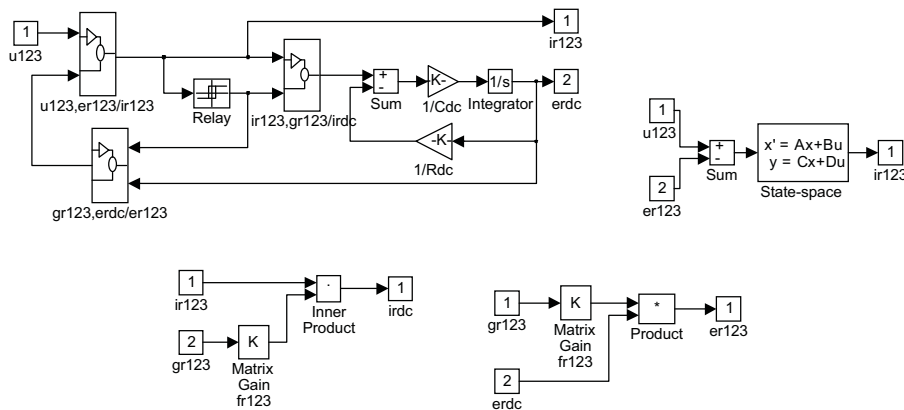 1
u123
u123,er123/ir123
Relay
ir123,gr123/irdc
+
-
Sum
K-
1/Cdc
1/s
Integrator
1
ir123
2
erdc
-K-
1/Rdc
gr123,erdc/er123
1
u123
2
er123
+
-
Sum
x' = Ax+Bu
y = Cx+Du
State-space
1
ir123
1
ir123
2
gr123
K
Matrix
Gain
fr123
.
Inner
Product
1
irdc
1
gr123
K
Matrix
Gain
fr123
2
erdc
*
Product
1
er123